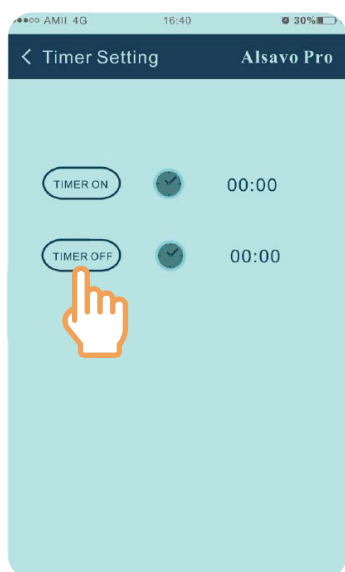 ●●●○○ AMII 4G 16:40 30%
Timer Setting Alsavo Pro
TIMER ON 00:00
TIMER OFF 00:00